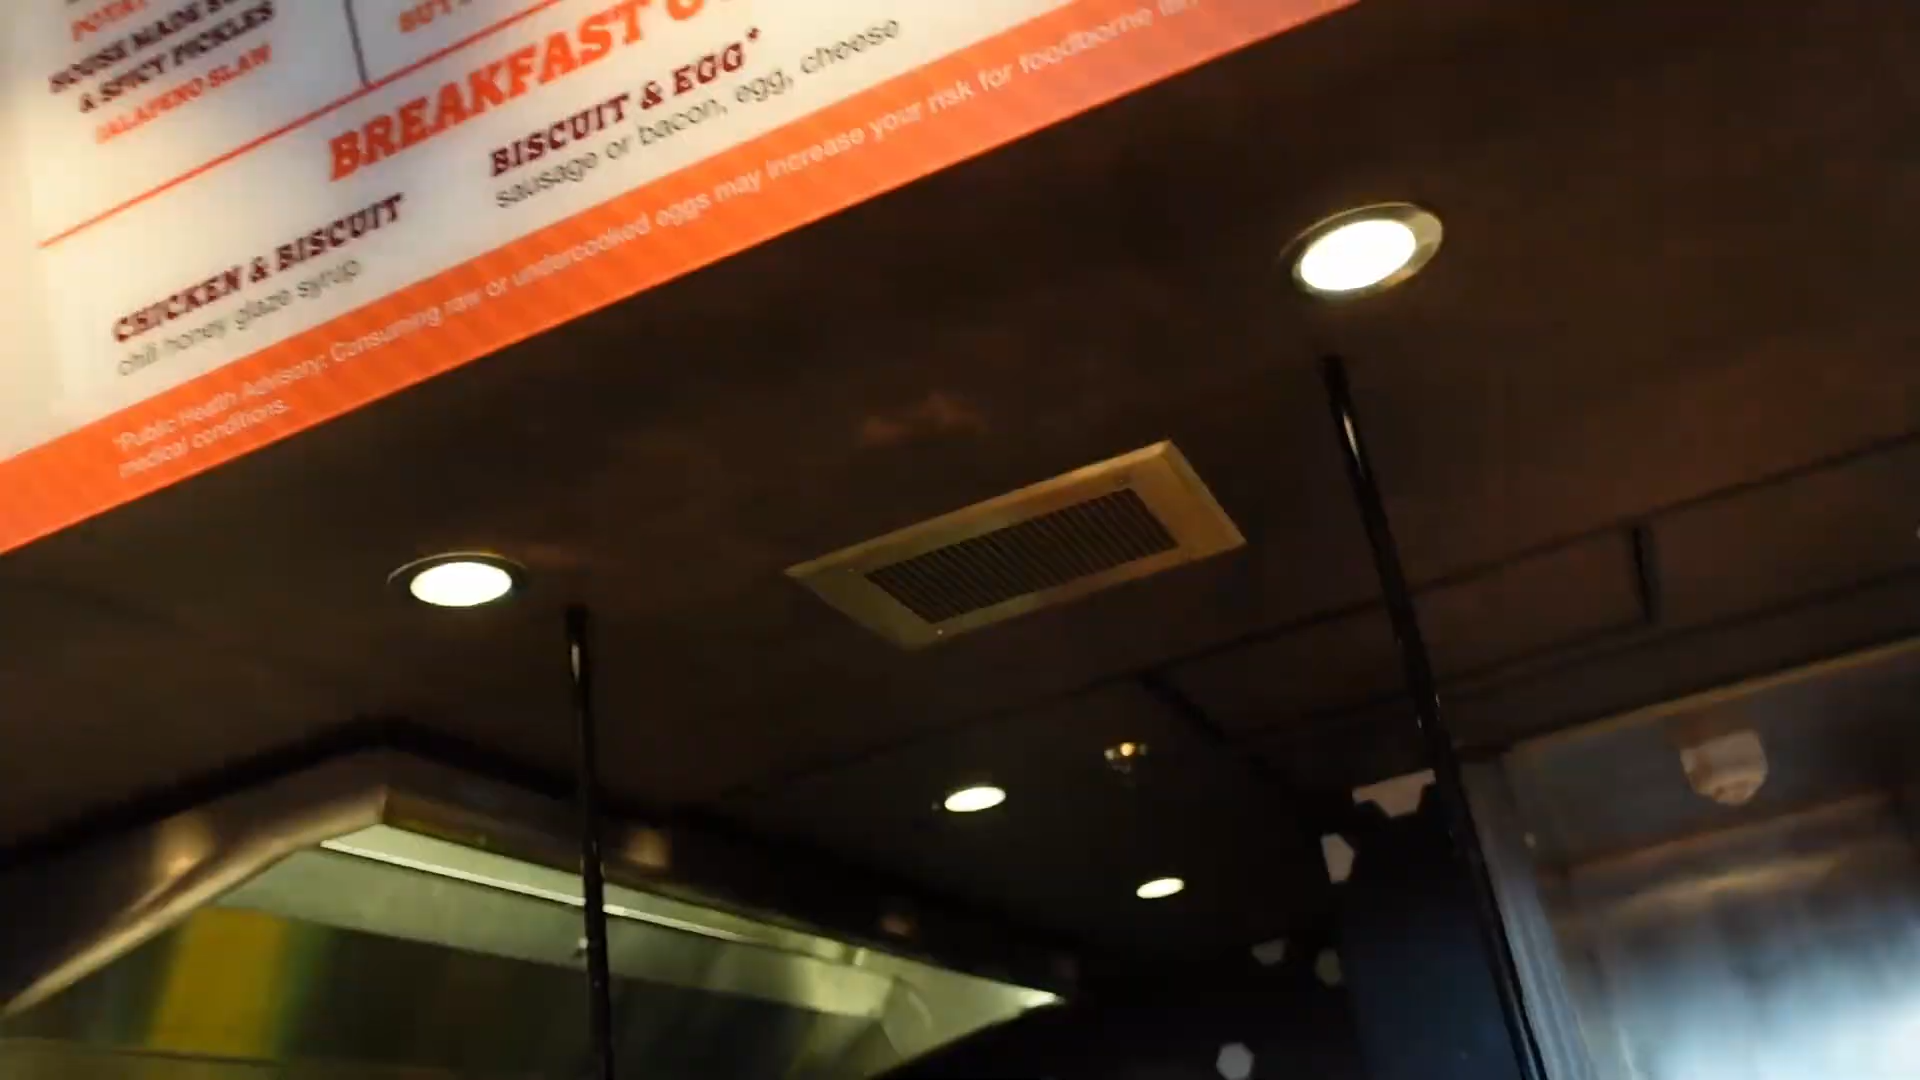 HOUSE MADE
& SPICY PICKLES
JALAPENO SLAW
BREAKFAST
BISCUIT & EGG*
sausage or bacon, egg, cheese
CHICKEN & BISCUIT
chili honey glaze syrup
*Public Health Advisory: Consuming raw or undercooked eggs may increase your risk for foodborne
medical conditions.